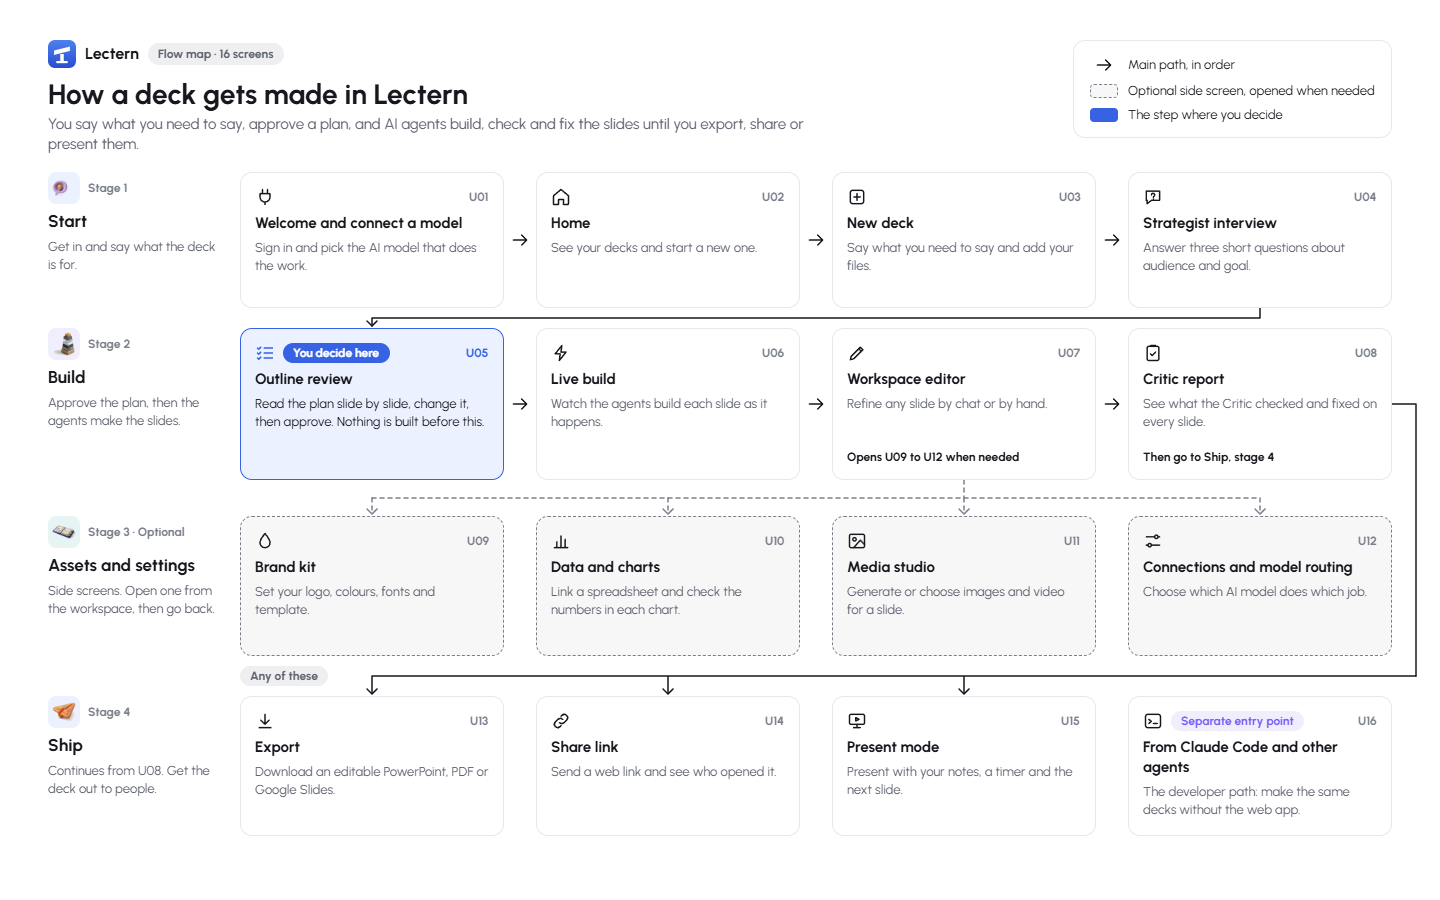 Lectern
Flow map · 16 screens
How a deck gets made in Lectern
You say what you need to say, approve a plan, and AI agents build, check and fix the slides until you export, share or
present them.
Main path, in order
Optional side screen, opened when needed
The step where you decide
Stage 1
Start
Get in and say what the deck
is for.
U01
Welcome and connect a model
Sign in and pick the AI model that does
the work.
U02
Home
See your decks and start a new one.
U03
New deck
Say what you need to say and add your
files.
U04
Strategist interview
Answer three short questions about
audience and goal.
Stage 2
Build
Approve the plan, then the
agents make the slides.
You decide here
U05
Outline review
Read the plan slide by slide, change it,
then approve. Nothing is built before this.
U06
Live build
Watch the agents build each slide as it
happens.
U07
Workspace editor
Refine any slide by chat or by hand.
Opens U09 to U12 when needed
U08
Critic report
See what the Critic checked and fixed on
every slide.
Then go to Ship, stage 4
Stage 3 · Optional
Assets and settings
Side screens. Open one from
the workspace, then go back.
U09
Brand kit
Set your logo, colours, fonts and
template.
U10
Data and charts
Link a spreadsheet and check the
numbers in each chart.
U11
Media studio
Generate or choose images and video
for a slide.
U12
Connections and model routing
Choose which AI model does which job.
Any of these
Stage 4
Ship
Continues from U08. Get the
deck out to people.
U13
Export
Download an editable PowerPoint, PDF or
Google Slides.
U14
Share link
Send a web link and see who opened it.
U15
Present mode
Present with your notes, a timer and the
next slide.
Separate entry point
U16
From Claude Code and other
agents
The developer path: make the same
decks without the web app.